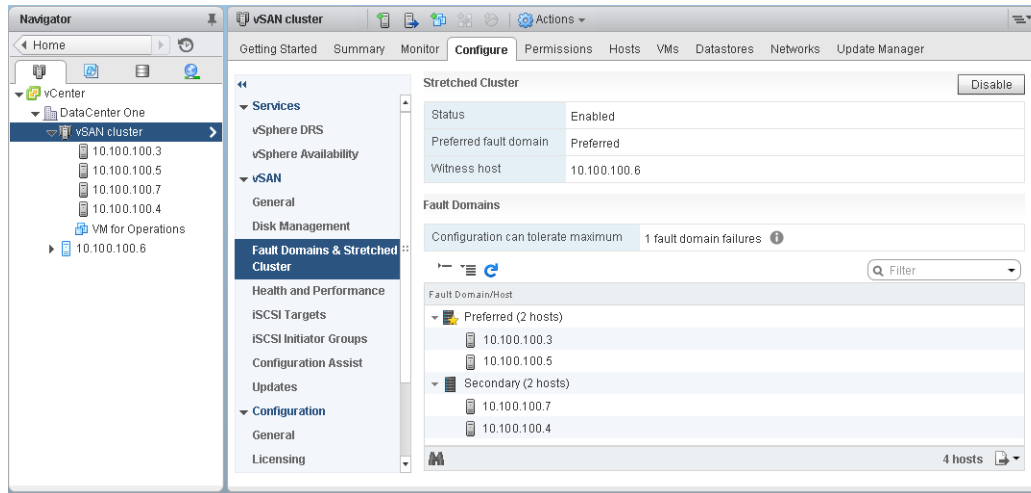 Navigator
Home
vCenter
DataCenter One
vSAN cluster
10.100.100.3
10.100.100.5
10.100.100.7
10.100.100.4
VM for Operations
10.100.100.6
vSAN cluster
Actions
Getting Started Summary Monitor Configure Permissions Hosts VMs Datastores Networks Update Manager
Services
vSphere DRS
vSphere Availability
vSAN
General
Disk Management
Fault Domains & Stretched
Cluster
Health and Performance
iSCSI Targets
iSCSI Initiator Groups
Configuration Assist
Updates
Configuration
General
Licensing
Stretched Cluster
Disable
Status Enabled
Preferred fault domain Preferred
Witness host 10.100.100.6
Fault Domains
Configuration can tolerate maximum 1 fault domain failures
Filter
Fault Domain/Host
Preferred (2 hosts)
10.100.100.3
10.100.100.5
Secondary (2 hosts)
10.100.100.7
10.100.100.4
4 hosts